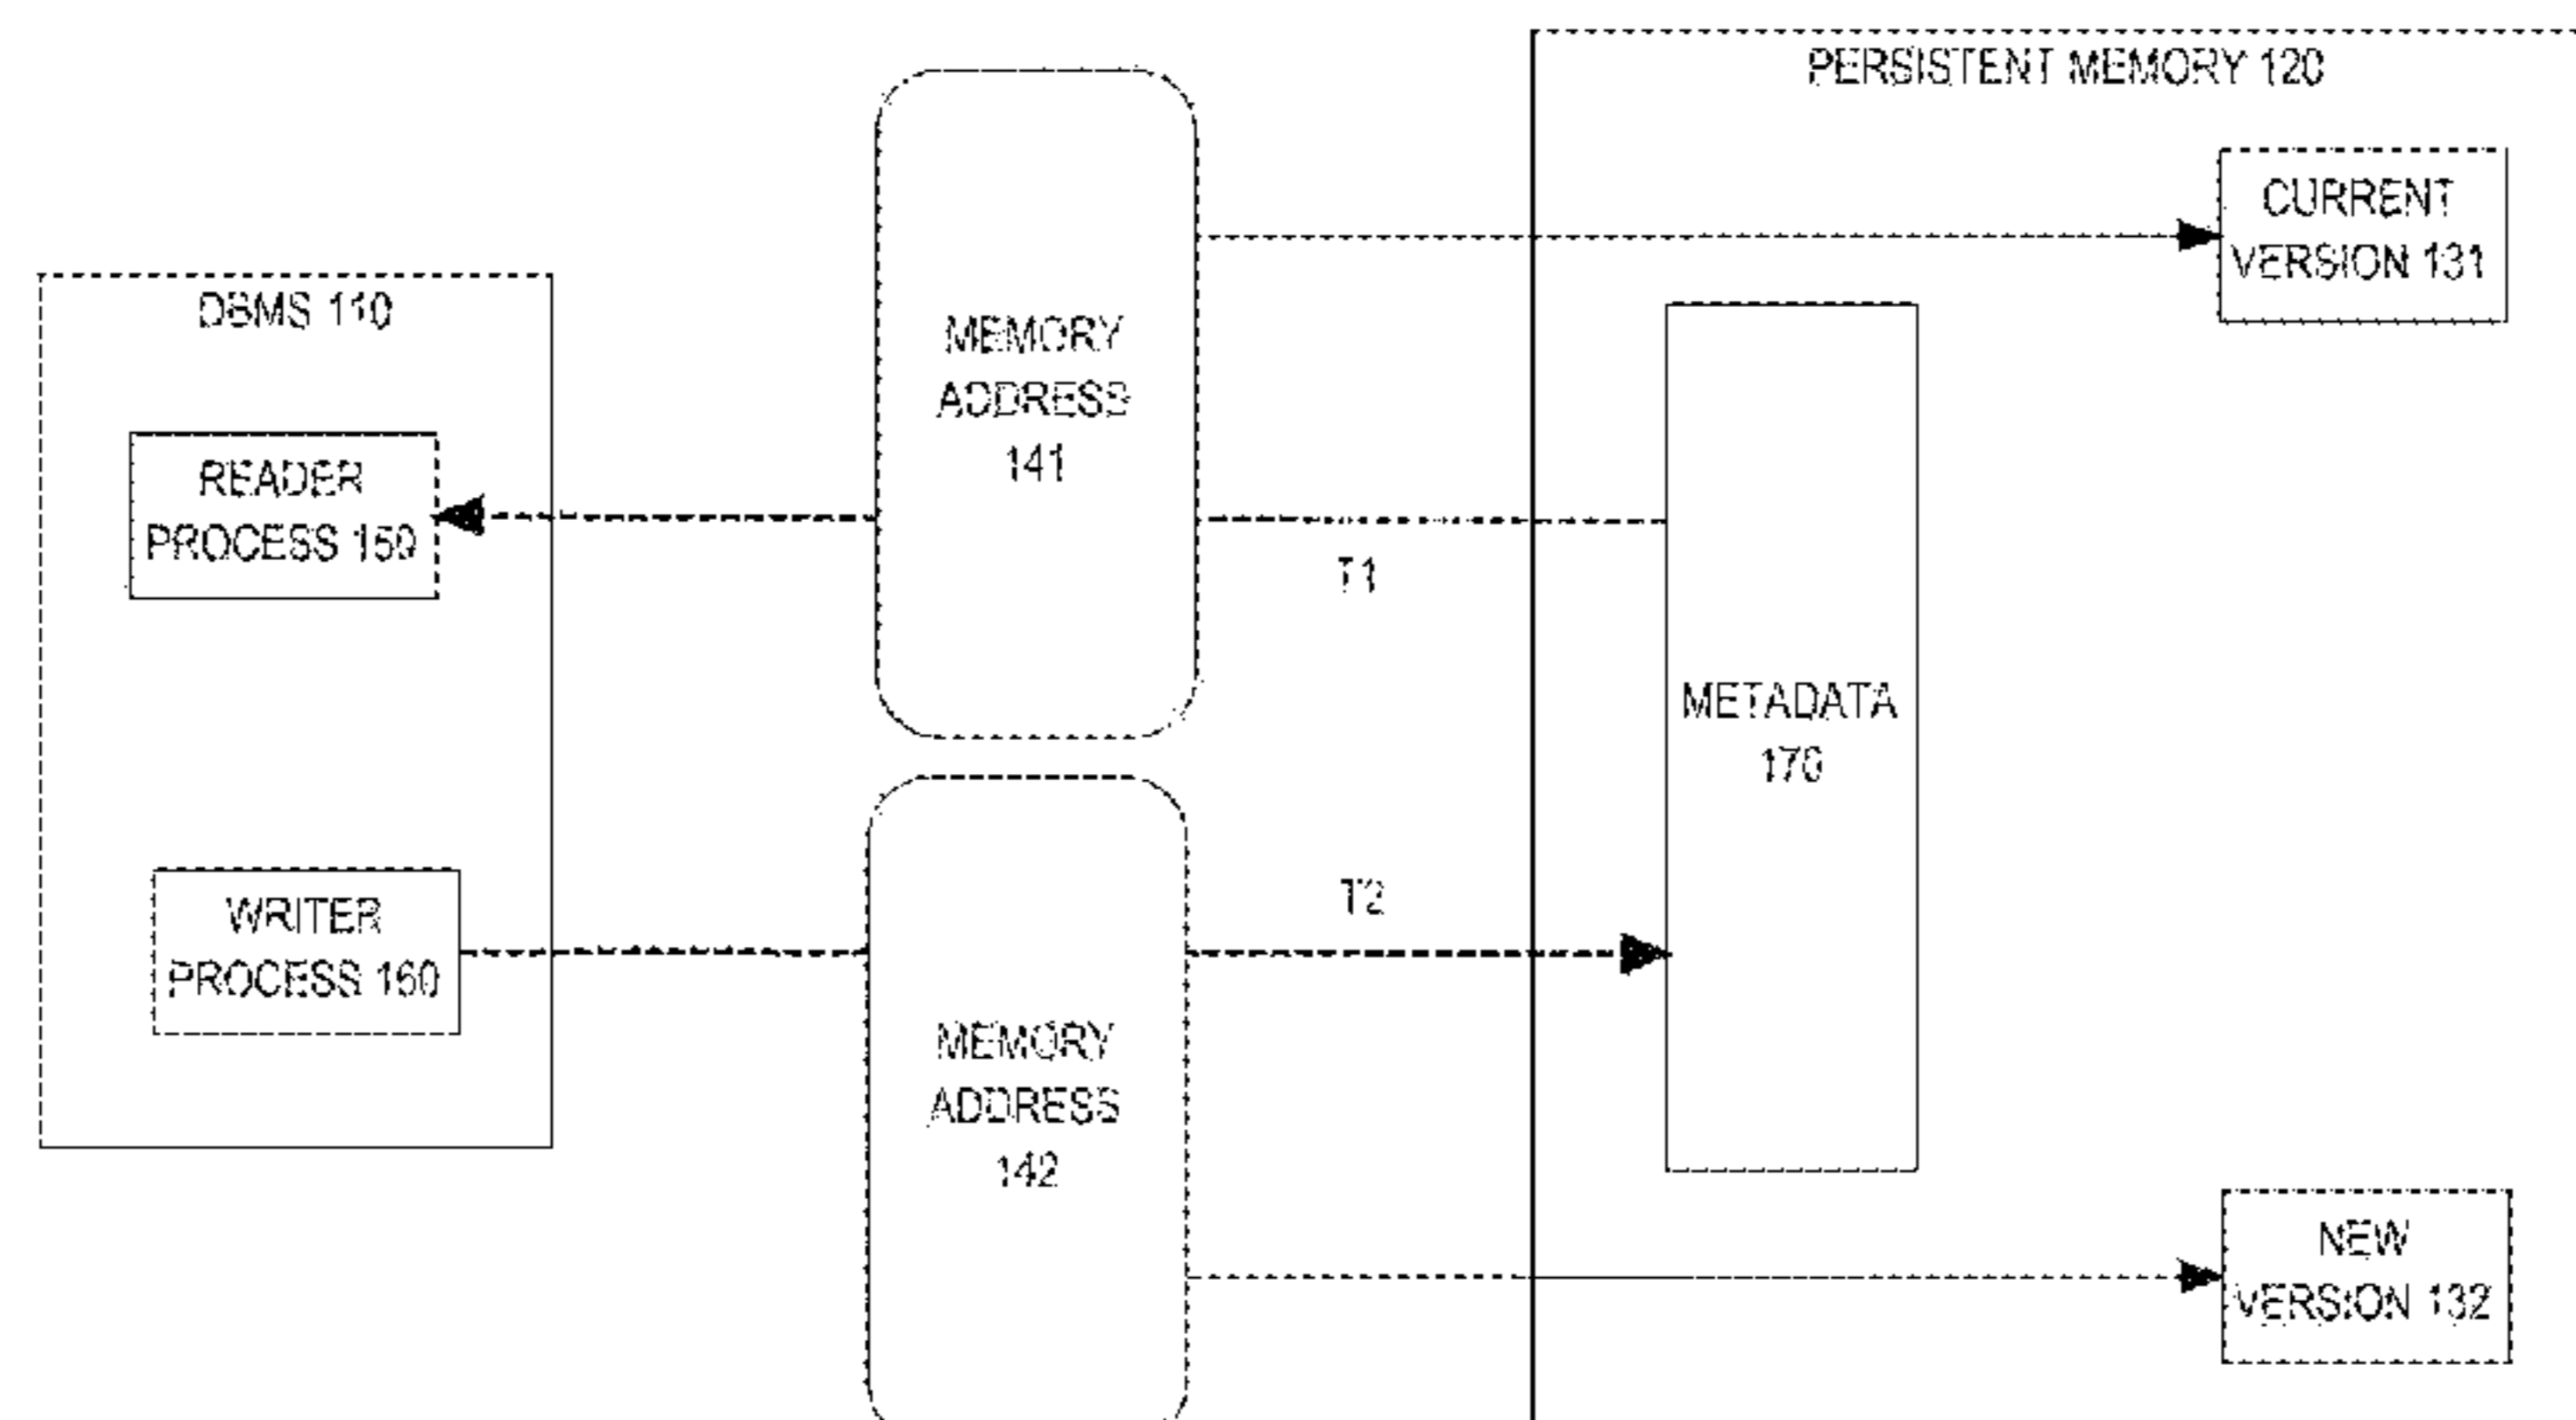 PERSISTENT MEMORY 120
CURRENT
VERSION 131
DBMS 110
MEMORY
ADDRESS
141
READER
PROCESS 150
T1
METADATA
170
WRITER
PROCESS 160
T2
MEMORY
ADDRESS
142
NEW
VERSION 132